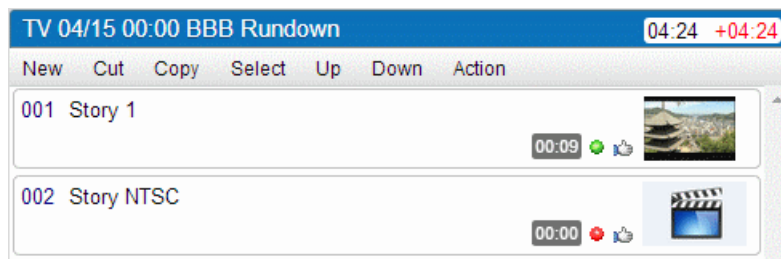 TV 04/15 00:00 BBB Rundown 04:24 +04:24
New Cut Copy Select Up Down Action
001 Story 1
00:09
002 Story NTSC
00:00